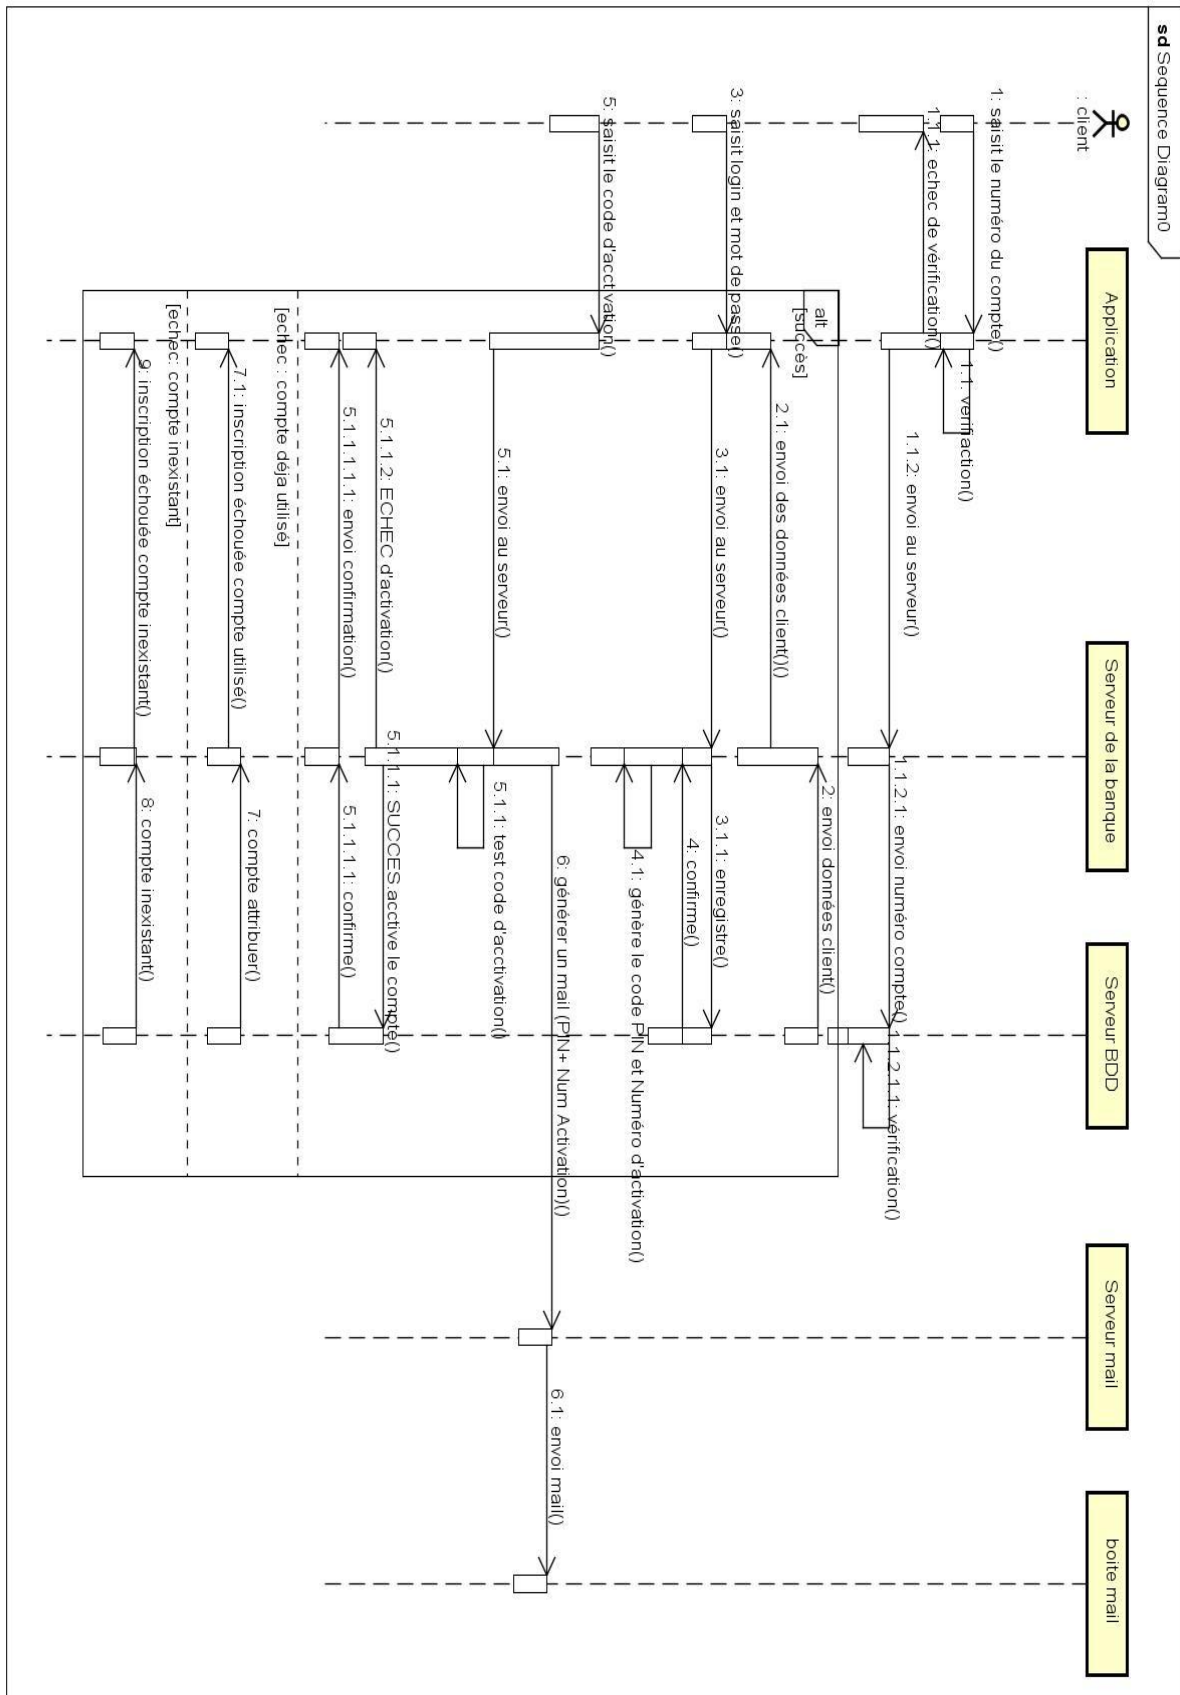 sd Sequence Diagram0
: client
Application
Serveur de la banque
Serveur BDD
Serveur mail
boite mail
1: saisit le numéro du compte()
1.1: verifiaction()
1.1.1: echec de vérification()
1.1.2: envoi au serveur()
1.1.2.1: envoi numéro compte()
1.1.2.1.1: vérification()
alt
[succès]
2: envoi données client()
2.1: envoi des données client()()
3: saisit login et mot de passe()
3.1: envoi au serveur()
3.1.1: enregistre()
4: confirme()
4.1: génère le code PIN et Numéro d'activation()
5: saisit le code d'acctivation()
6: générer un mail (PIN+ Num Activation)()
6.1: envoi mail()
5.1: envoi au serveur()
5.1.1: test code d'acctivation()
5.1.1.1: SUCCES.acctive le compte()
5.1.1.2: ECHEC d'activation()
5.1.1.1.1: confirme()
5.1.1.1.1.1: envoi confirmation()
[echec : compte déja utilisé]
7: compte attribuer()
7.1: inscription échouée compte utilisé()
[echec: compte inexistant]
8: compte inexistant()
9: inscription échouée compte inexistant()